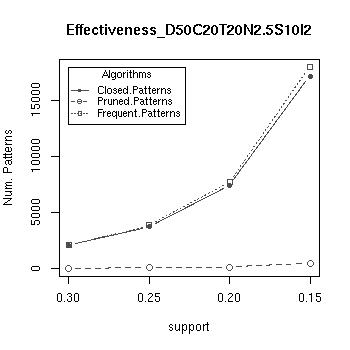 Effectiveness_D50C20T20N2.5S10I2
Algorithms
Closed.Patterns
Pruned.Patterns
Frequent.Patterns
Num. Patterns
15000
10000
5000
0
0.30 0.25 0.20 0.15
support